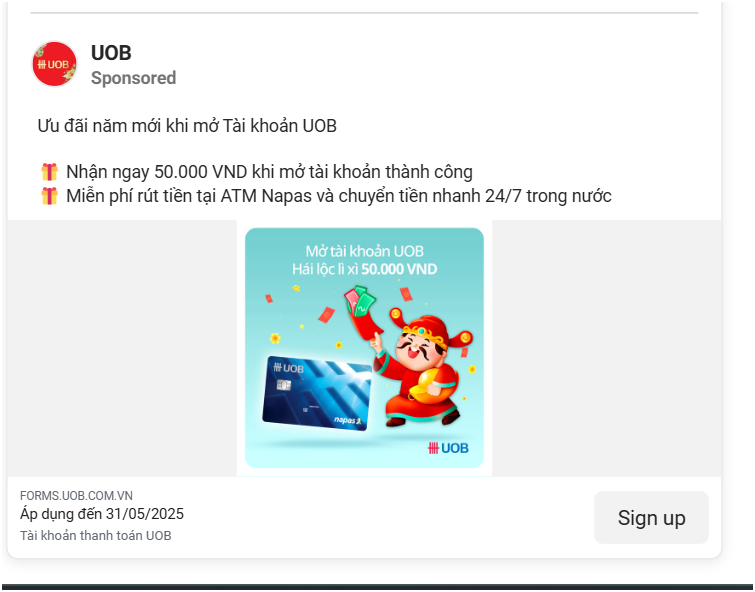 UOB
UOB
Sponsored
Ưu đãi năm mới khi mở Tài khoản UOB
Nhận ngay 50.000 VND khi mở tài khoản thành công
Miễn phí rút tiền tại ATM Napas và chuyển tiền nhanh 24/7 trong nước
Mở tài khoản UOB
Hái lộc lì xì 50.000 VND
UOB
napas
UOB
FORMS.UOB.COM.VN
Áp dụng đến 31/05/2025
Tài khoản thanh toán UOB
Sign up